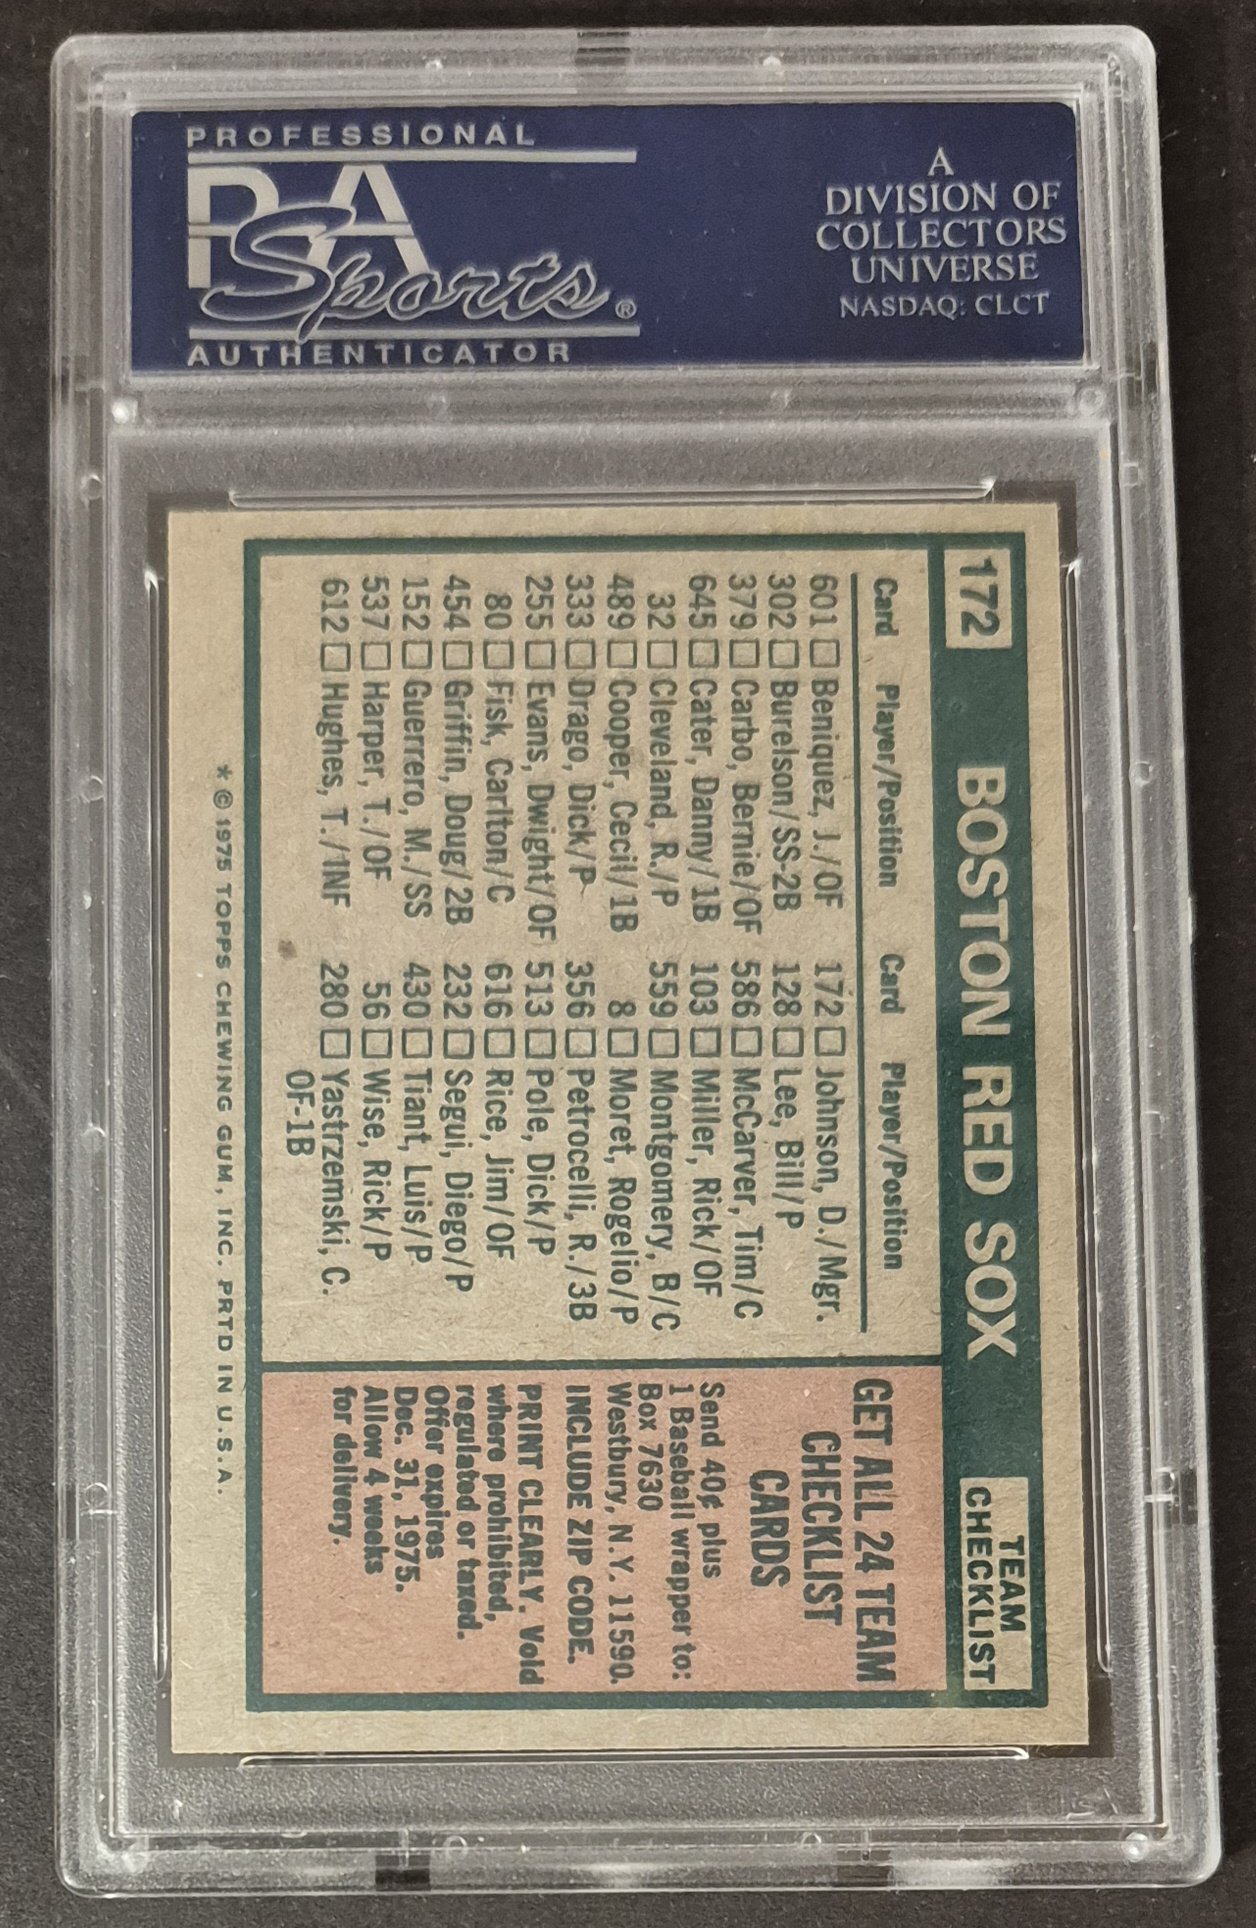 PROFESSIONAL
PSA
Sports®
AUTHENTICATOR
A
DIVISION OF
COLLECTORS
UNIVERSE
NASDAQ: CLCT
172 BOSTON RED SOX
TEAM
CHECKLIST
Card Player/Position
601 Beniquez, J./OF
302 Burelson/SS-2B
379 Carbo, Bernie/OF
645 Cater, Danny/1B
32 Cleveland, R./P
489 Cooper, Cecil/1B
333 Drago, Dick/P
255 Evans, Dwight/OF
80 Fisk, Carlton/C
454 Griffin, Doug/2B
152 Guerrero, M./SS
537 Harper, T./OF
612 Hughes, T./INF
Card Player/Position
172 Johnson, D./Mgr.
128 Lee, Bill/P
586 McCarver, Tim/C
103 Miller, Rick/OF
559 Montgomery, B/C
8 Moret, Rogelio/P
356 Petrocelli, R./3B
513 Pole, Dick/P
616 Rice, Jim/OF
232 Segui, Diego/P
430 Tiant, Luis/P
56 Wise, Rick/P
280 Yastrzemski, C.
OF-1B
GET ALL 24 TEAM
CHECKLIST
CARDS
Send 40¢ plus
1 Baseball wrapper to:
Box 7630
Westbury, N.Y. 11590.
INCLUDE ZIP CODE.
PRINT CLEARLY. Void
where prohibited,
regulated or taxed.
Offer expires
Dec. 31, 1975.
Allow 4 weeks
for delivery.
* © 1975 TOPPS CHEWING GUM, INC. PRTD IN U.S.A.